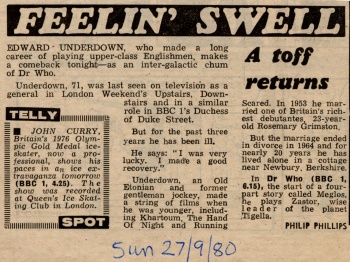 FEELIN' SWELL
EDWARD UNDERDOWN, who made a long
career of playing upper-class Englishmen, makes
a comeback tonight—as an inter-galactic chum
of Dr Who.
Underdown, 71, was last seen on television as a
general in London Weekend's Upstairs, Down-
stairs and in a similar
role in BBC 1's Duchess
of Duke Street.
But for the past three
years he has been ill.
He says: "I was very
lucky. I made a good
recovery."
Underdown, an Old
Etonian and former
gentleman jockey, made
a string of films when
he was younger, includ-
ing Khartoum, The Hand
Of Night and Running
TELLY
JOHN CURRY,
Britain's 1976 Olym-
pic Gold Medal ice-
skater, now a pro-
fessional, shows his
paces in an ice ex-
travaganza tomorrow
(BBC 1, 4.25). The
show was recorded
at Queen's Ice Skat-
ing Club in London.
SPOT
A toff
returns
Scared. In 1953 he mar-
ried one of Britain's rich-
est debutantes, 23-year-
old Rosemary Grimston.
But the marriage ended
in divorce in 1964 and for
nearly 20 years he has
lived alone in a cottage
near Newbury, Berkshire.
In Dr Who (BBC 1,
6.15), the start of a four-
part story called Meglos,
he plays Zastor, wise
leader of the planet
Tigella.
PHILIP PHILLIPS
Sun 27/9/80